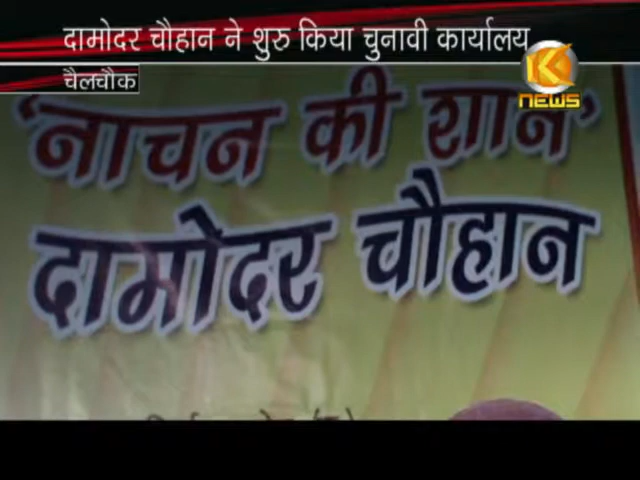 दामोदर चौहान ने शुरु किया चुनावी कार्यालय
चैलचौक
K
NEWS
'नाचन की शान'
दामोदर चौहान